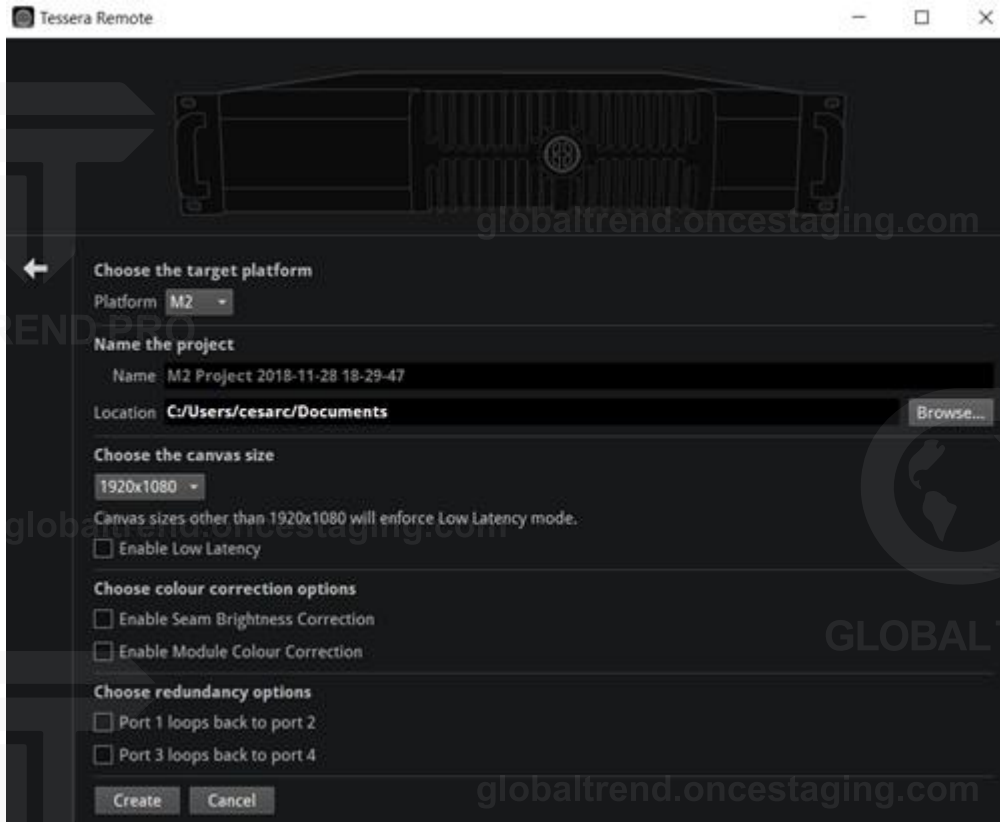 Tessera Remote
globaltrend.oncestaging.com
Choose the target platform
Platform M2
TREND PRO
Name the project
Name M2 Project 2018-11-28 18-29-47
Location C:/Users/cesarc/Documents Browse...
Choose the canvas size
1920x1080
Canvas sizes other than 1920x1080 will enforce Low Latency mode.
globaltrend.oncestaging.com
Enable Low Latency
Choose colour correction options
Enable Seam Brightness Correction
Enable Module Colour Correction
GLOBAL
Choose redundancy options
Port 1 loops back to port 2
Port 3 loops back to port 4
Create Cancel
globaltrend.oncestaging.com